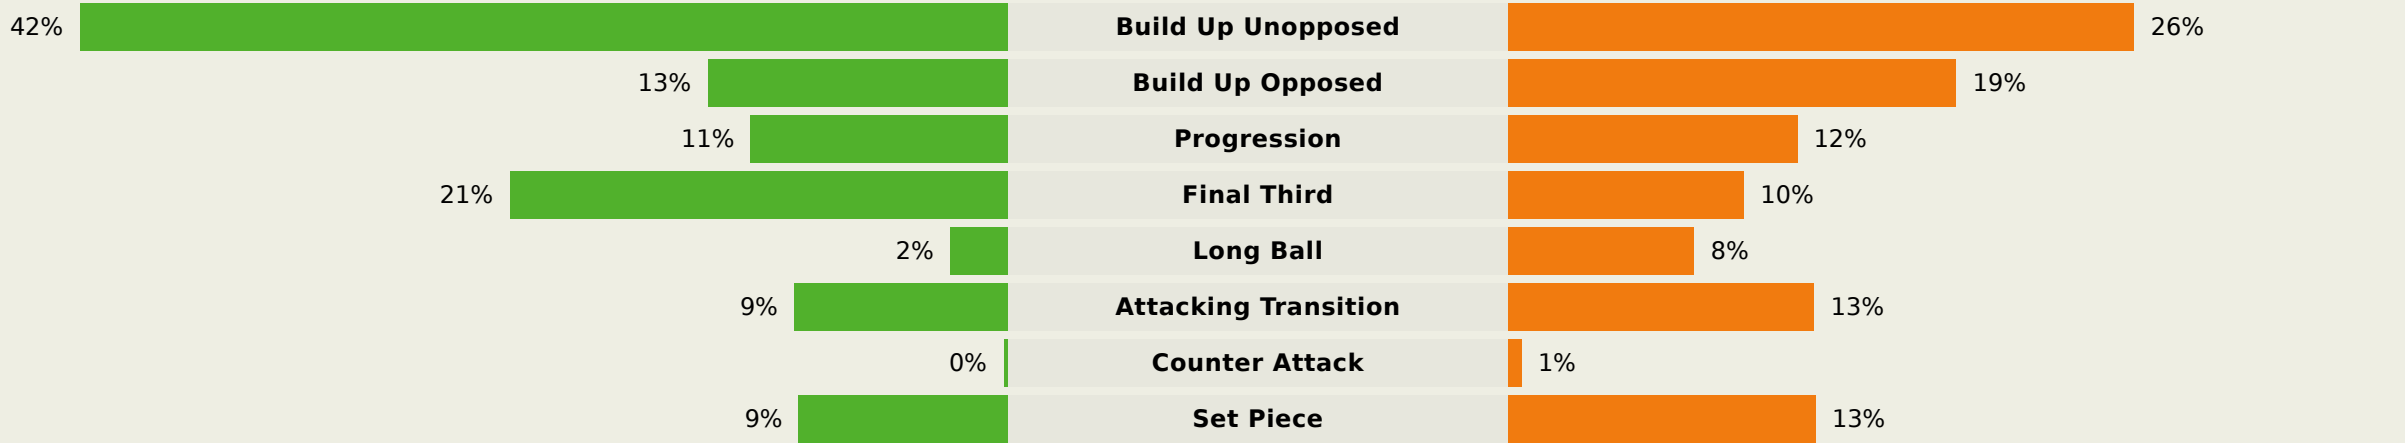 42% Build Up Unopposed 26%
13% Build Up Opposed 19%
11% Progression 12%
21% Final Third 10%
2% Long Ball 8%
9% Attacking Transition 13%
0% Counter Attack 1%
9% Set Piece 13%